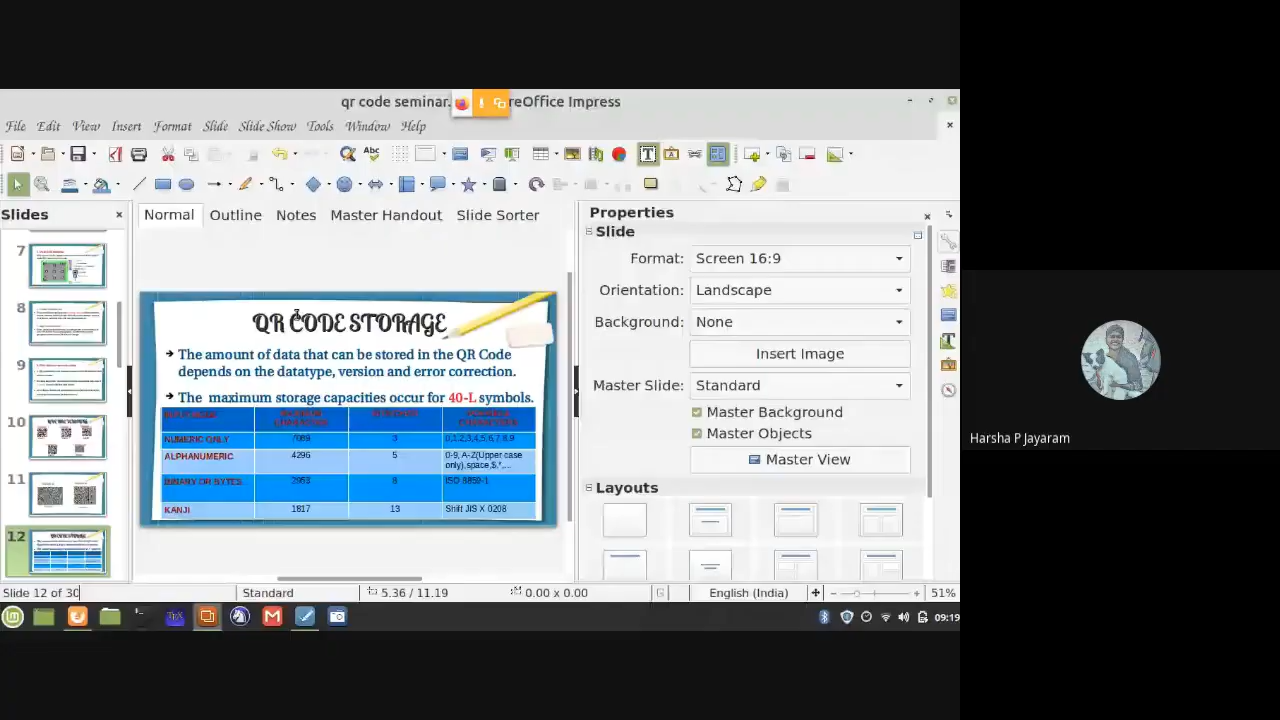 qr code seminar. reOffice Impress
File Edit View Insert Format Slide Slide Show Tools Window Help
Slides
Normal Outline Notes Master Handout Slide Sorter
7
8
9
10
11
12
QR CODE STORAGE
The amount of data that can be stored in the QR Code
depends on the datatype, version and error correction.
The maximum storage capacities occur for 40-L symbols.
NUMERIC ONLY 7089 3 0,1,2,3,4,5,6,7,8,9
ALPHANUMERIC 4296 5 0-9, A-Z(Upper case
only),space,$,*,...
BINARY OR BYTES 2953 8 ISO 8859-1
KANJI 1817 13 Shift JIS X 0208
Properties
Slide
Format: Screen 16:9
Orientation: Landscape
Background: None
Insert Image
Master Slide: Standard
Master Background
Master Objects
Master View
Layouts
Slide 12 of 30 Standard 5.36 / 11.19 0.00 x 0.00 English (India) 51%
09:19
Harsha P Jayaram